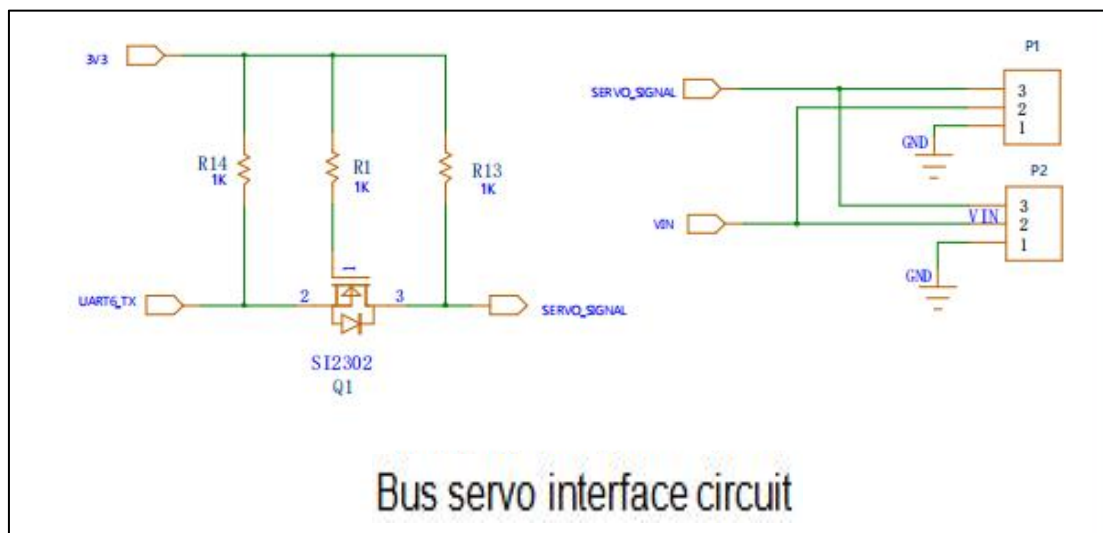 3V3
R14
1K
R1
1K
R13
1K
1
UART6_TX
2
3
SERVO_SIGNAL
SI2302
Q1
P1
SERVO_SIGNAL
3
2
1
GND
P2
VIN
VIN
3
2
1
GND
Bus servo interface circuit